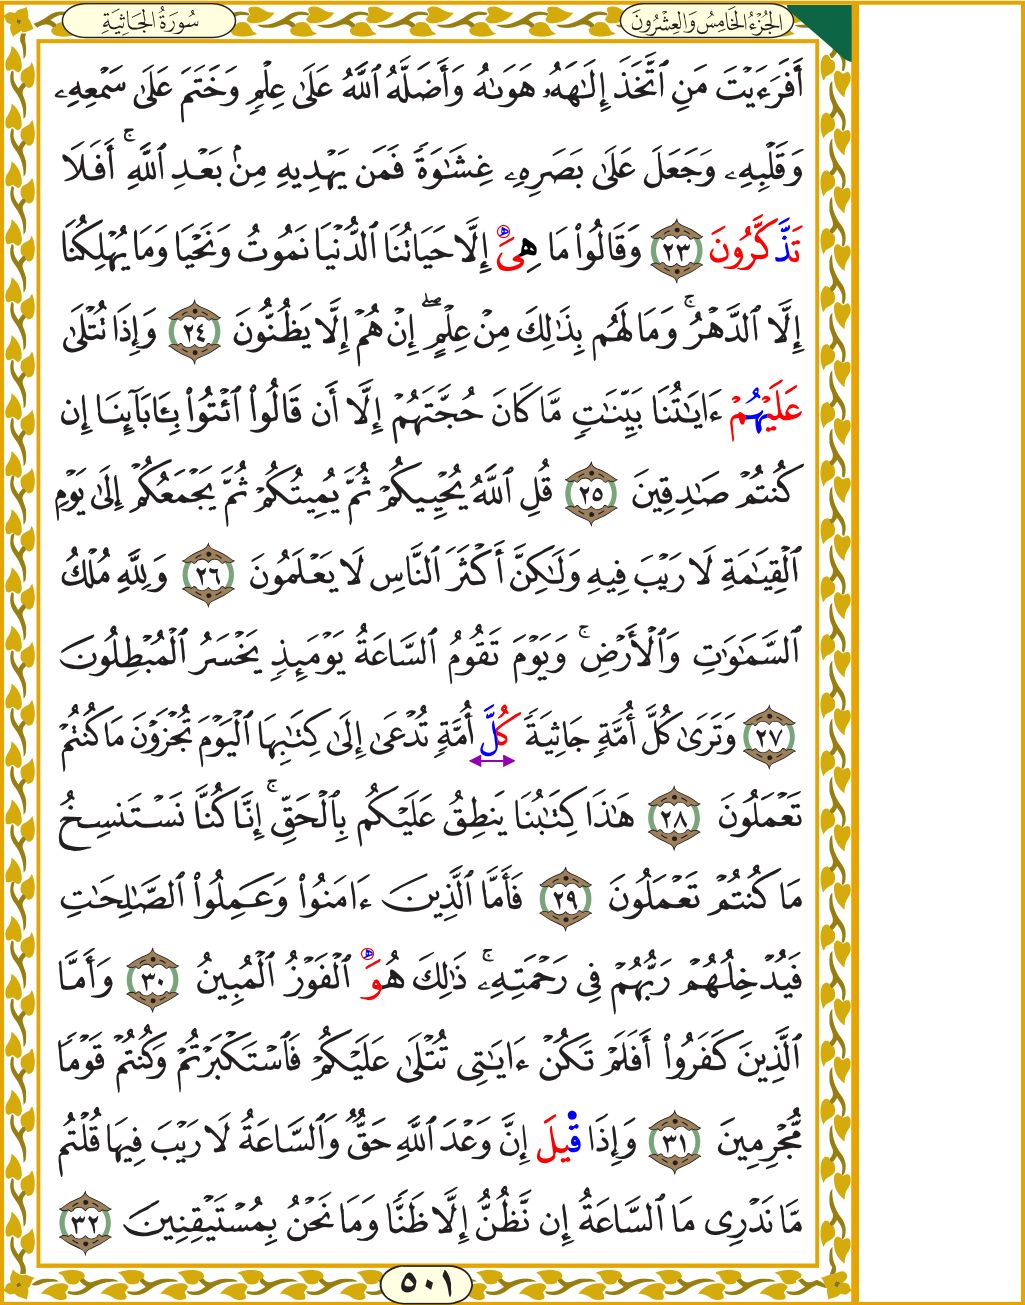 سُورَةُ الجَاثِيَةِ
الجُزْءُ الخَامِسُ وَالعِشْرُونَ
أَفَرَءَيْتَ مَنِ ٱتَّخَذَ إِلَٰهَهُۥ هَوَىٰهُ وَأَضَلَّهُ ٱللَّهُ عَلَىٰ عِلْمٍ وَخَتَمَ عَلَىٰ سَمْعِهِۦ
وَقَلْبِهِۦ وَجَعَلَ عَلَىٰ بَصَرِهِۦ غِشَٰوَةً فَمَن يَهْدِيهِ مِنۢ بَعْدِ ٱللَّهِ ۚ أَفَلَا
تَذَّكَّرُونَ ٢٣ وَقَالُوا۟ مَا هِىَ إِلَّا حَيَاتُنَا ٱلدُّنْيَا نَمُوتُ وَنَحْيَا وَمَا يُهْلِكُنَا
إِلَّا ٱلدَّهْرُ ۚ وَمَا لَهُم بِذَٰلِكَ مِنْ عِلْمٍ ۖ إِنْ هُمْ إِلَّا يَظُنُّونَ ٢٤ وَإِذَا تُتْلَىٰ
عَلَيْهُمْ ءَايَٰتُنَا بَيِّنَٰتٍ مَّا كَانَ حُجَّتَهُمْ إِلَّا أَن قَالُوا۟ ٱئْتُوا۟ بِـَٔابَآئِنَا إِن
كُنتُمْ صَٰدِقِينَ ٢٥ قُلِ ٱللَّهُ يُحْيِيكُمْ ثُمَّ يُمِيتُكُمْ ثُمَّ يَجْمَعُكُمْ إِلَىٰ يَوْمِ
ٱلْقِيَٰمَةِ لَا رَيْبَ فِيهِ وَلَٰكِنَّ أَكْثَرَ ٱلنَّاسِ لَا يَعْلَمُونَ ٢٦ وَلِلَّهِ مُلْكُ
ٱلسَّمَٰوَٰتِ وَٱلْأَرْضِ ۚ وَيَوْمَ تَقُومُ ٱلسَّاعَةُ يَوْمَئِذٍ يَخْسَرُ ٱلْمُبْطِلُونَ
٢٧ وَتَرَىٰ كُلَّ أُمَّةٍ جَاثِيَةً كُلَّ أُمَّةٍ تُدْعَىٰ إِلَىٰ كِتَٰبِهَا ٱلْيَوْمَ تُجْزَوْنَ مَا كُنتُمْ
تَعْمَلُونَ ٢٨ هَٰذَا كِتَٰبُنَا يَنطِقُ عَلَيْكُم بِٱلْحَقِّ ۚ إِنَّا كُنَّا نَسْتَنسِخُ
مَا كُنتُمْ تَعْمَلُونَ ٢٩ فَأَمَّا ٱلَّذِينَ ءَامَنُوا۟ وَعَمِلُوا۟ ٱلصَّٰلِحَٰتِ
فَيُدْخِلُهُمْ رَبُّهُمْ فِى رَحْمَتِهِۦ ۚ ذَٰلِكَ هُوَ ٱلْفَوْزُ ٱلْمُبِينُ ٣٠ وَأَمَّا
ٱلَّذِينَ كَفَرُوا۟ أَفَلَمْ تَكُنْ ءَايَٰتِى تُتْلَىٰ عَلَيْكُمْ فَٱسْتَكْبَرْتُمْ وَكُنتُمْ قَوْمًا
مُّجْرِمِينَ ٣١ وَإِذَا قِيلَ إِنَّ وَعْدَ ٱللَّهِ حَقٌّ وَٱلسَّاعَةُ لَا رَيْبَ فِيهَا قُلْتُم
مَّا نَدْرِى مَا ٱلسَّاعَةُ إِن نَّظُنُّ إِلَّا ظَنًّا وَمَا نَحْنُ بِمُسْتَيْقِنِينَ ٣٢
٥٠١